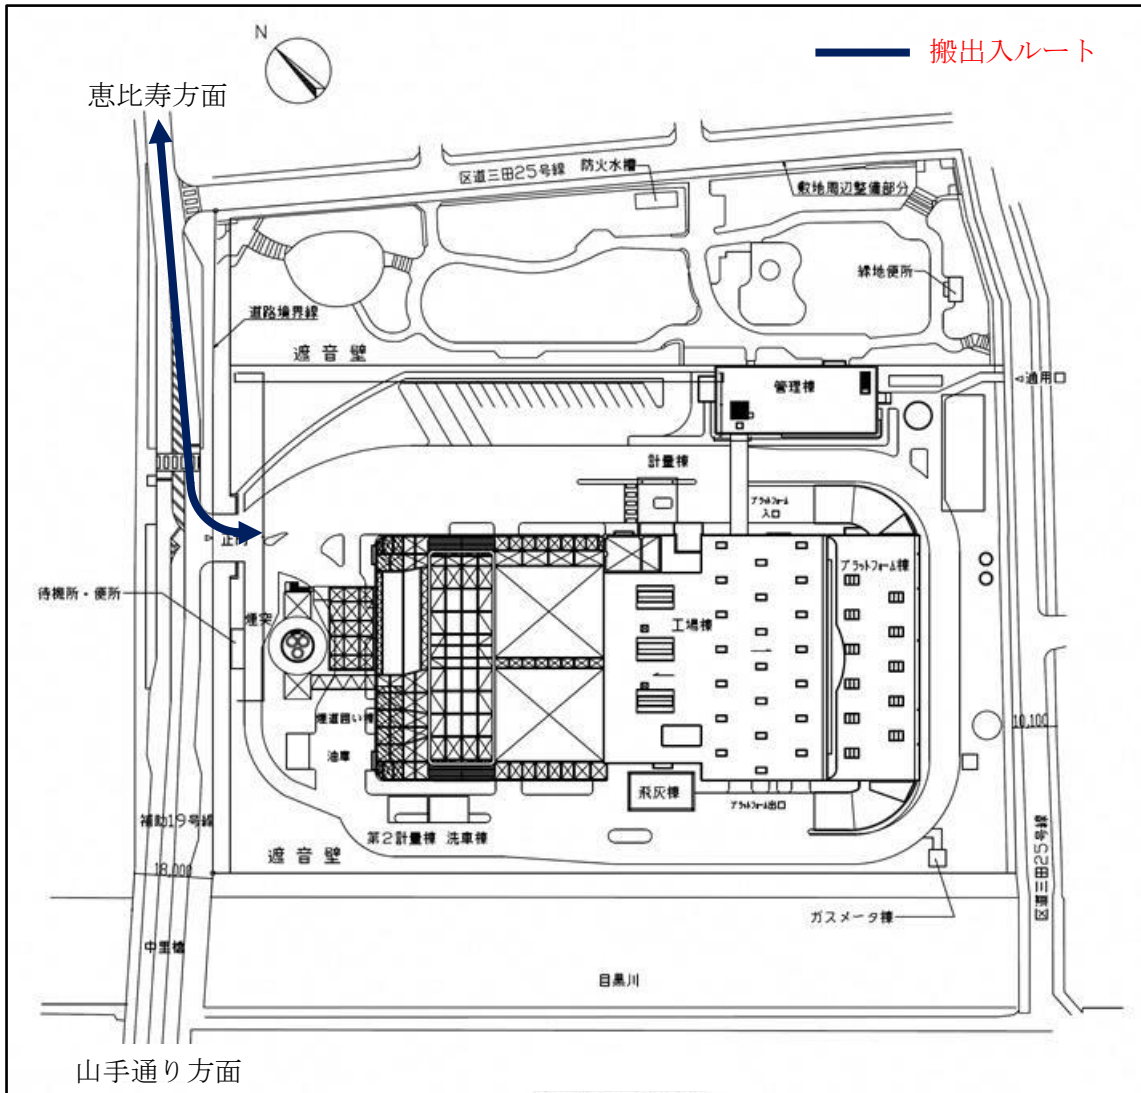 N
搬出入ルート
恵比寿方面
区道三田25号線
防火水槽
敷地周辺整備部分
緑地便所
道路境界線
遮音壁
管理棟
通用口
計量棟
プラットフォーム
入口
正門
プラットフォーム棟
待機所・便所
煙突
工場棟
煙道囲い棟
10,100
油庫
飛灰棟
プラットフォーム出口
補助19号線
第2計量棟
洗車棟
遮音壁
18,000
区道三田25号線
ガスメータ棟
中里橋
目黒川
山手通り方面